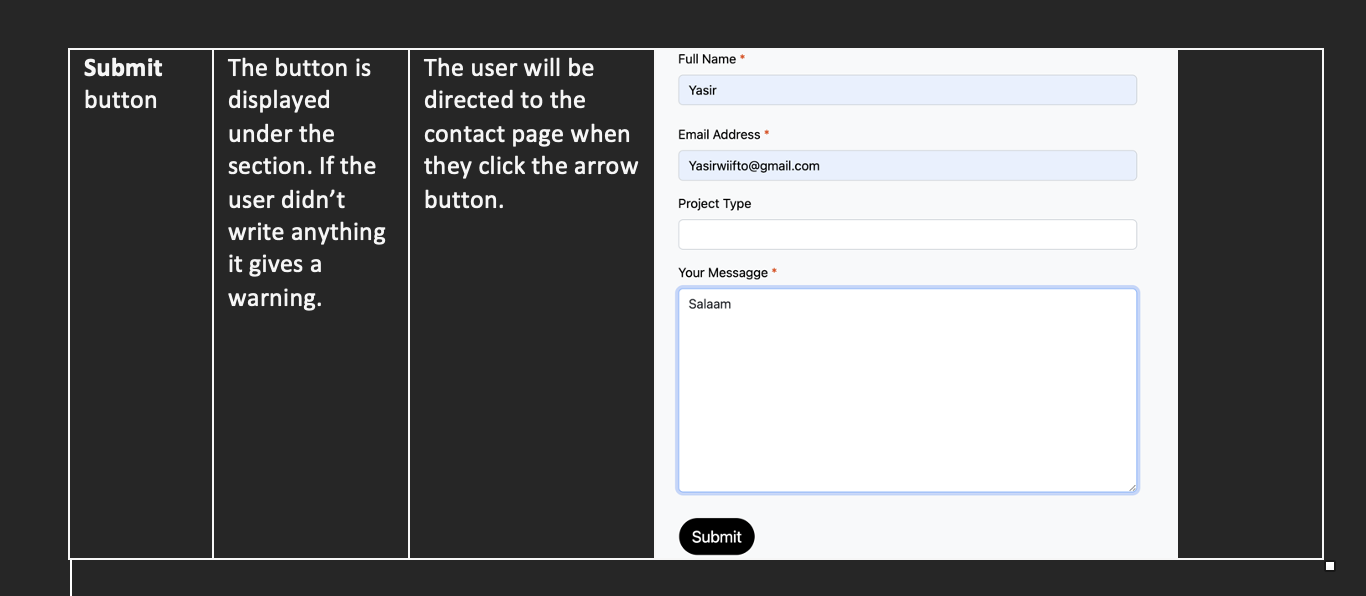 Submit
button
The button is
displayed
under the
section. If the
user didn’t
write anything
it gives a
warning.
The user will be
directed to the
contact page when
they click the arrow
button.
Full Name *
Yasir
Email Address *
Yasirwiifto@gmail.com
Project Type
Your Messagge *
Salaam
Submit